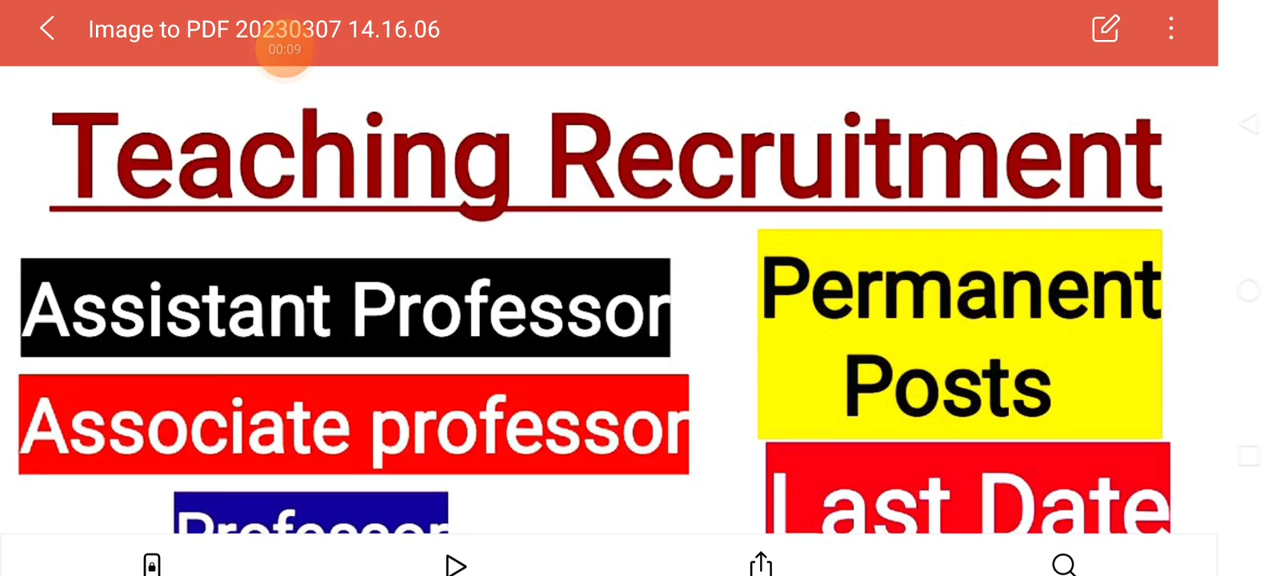 Image to PDF 20230307 14.16.06
00:09
Teaching Recruitment
Assistant Professor
Associate professor
Professor
Permanent
Posts
Last Date